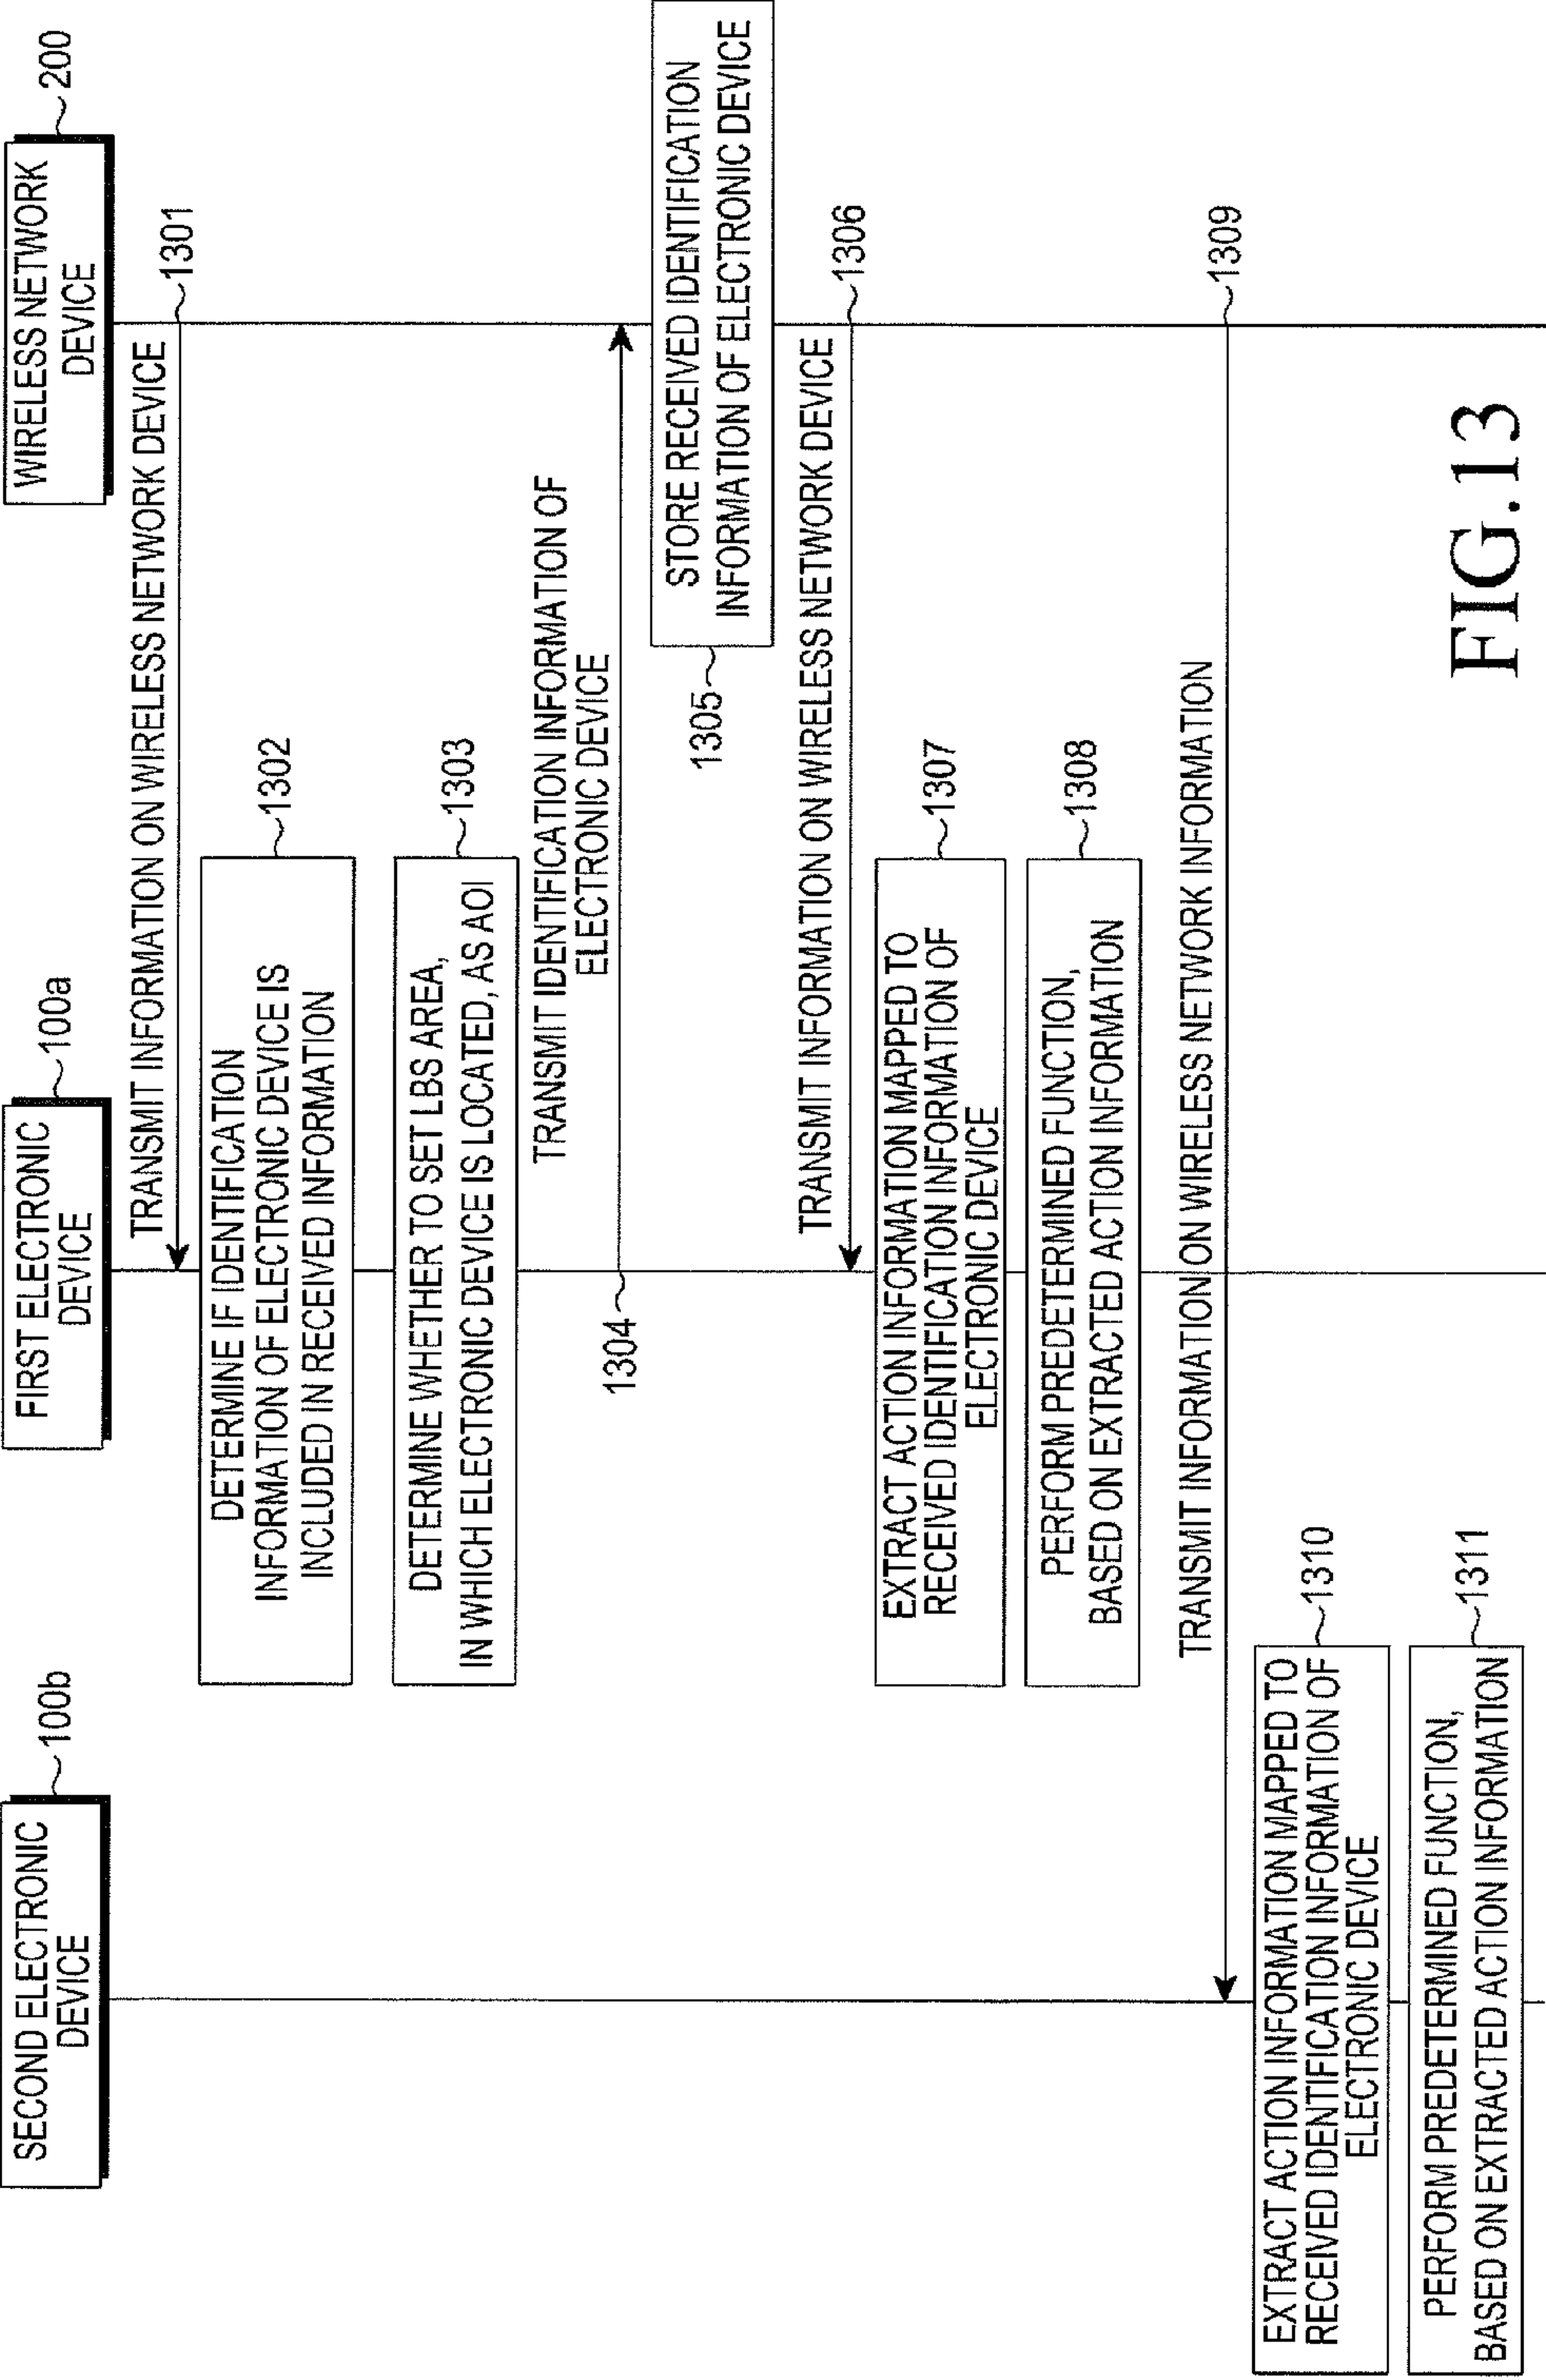 SECOND ELECTRONIC
DEVICE
100b
FIRST ELECTRONIC
DEVICE
100a
WIRELESS NETWORK
DEVICE
200
TRANSMIT INFORMATION ON WIRELESS NETWORK DEVICE
1301
DETERMINE IF IDENTIFICATION
INFORMATION OF ELECTRONIC DEVICE IS
INCLUDED IN RECEIVED INFORMATION
1302
DETERMINE WHETHER TO SET LBS AREA,
IN WHICH ELECTRONIC DEVICE IS LOCATED, AS AOI
1303
TRANSMIT IDENTIFICATION INFORMATION OF
ELECTRONIC DEVICE
1304
STORE RECEIVED IDENTIFICATION
INFORMATION OF ELECTRONIC DEVICE
1305
TRANSMIT INFORMATION ON WIRELESS NETWORK DEVICE
1306
EXTRACT ACTION INFORMATION MAPPED TO
RECEIVED IDENTIFICATION INFORMATION OF
ELECTRONIC DEVICE
1307
PERFORM PREDETERMINED FUNCTION,
BASED ON EXTRACTED ACTION INFORMATION
1308
TRANSMIT INFORMATION ON WIRELESS NETWORK INFORMATION
1309
EXTRACT ACTION INFORMATION MAPPED TO
RECEIVED IDENTIFICATION INFORMATION OF
ELECTRONIC DEVICE
1310
PERFORM PREDETERMINED FUNCTION,
BASED ON EXTRACTED ACTION INFORMATION
1311
FIG.13